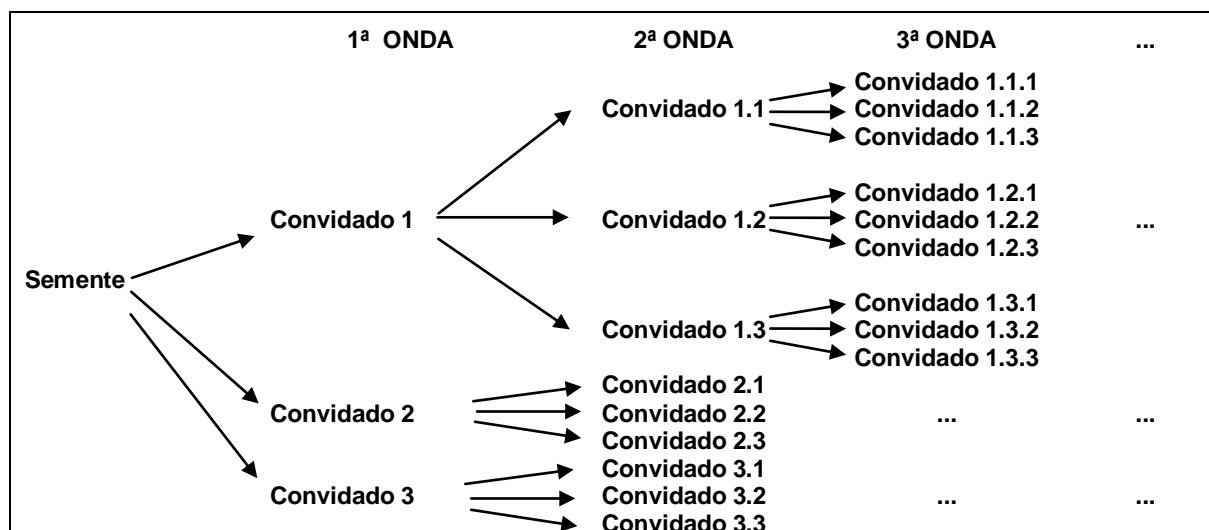 1ª ONDA 2ª ONDA 3ª ONDA ...
Convidado 1.1.1
Convidado 1.1 Convidado 1.1.2
Convidado 1.1.3
Convidado 1.2.1
Convidado 1 Convidado 1.2 Convidado 1.2.2 ...
Convidado 1.2.3
Semente
Convidado 1.3.1
Convidado 1.3 Convidado 1.3.2
Convidado 1.3.3
Convidado 2.1
Convidado 2 Convidado 2.2 ... ...
Convidado 2.3
Convidado 3.1
Convidado 3 Convidado 3.2 ... ...
Convidado 3.3